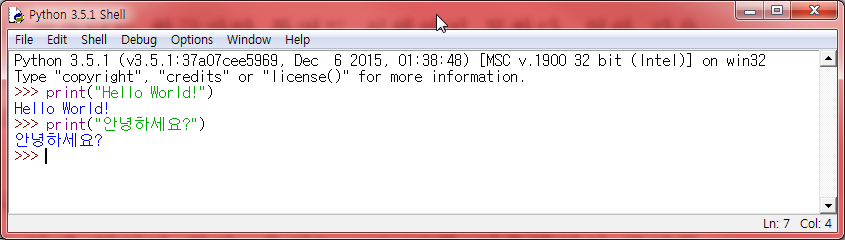 Python 3.5.1 Shell
File Edit Shell Debug Options Window Help
Python 3.5.1 (v3.5.1:37a07cee5969, Dec  6 2015, 01:38:48) [MSC v.1900 32 bit (Intel)] on win32
Type "copyright", "credits" or "license()" for more information.
>>> print("Hello World!")
Hello World!
>>> print("안녕하세요?")
안녕하세요?
>>>
Ln: 7 Col: 4